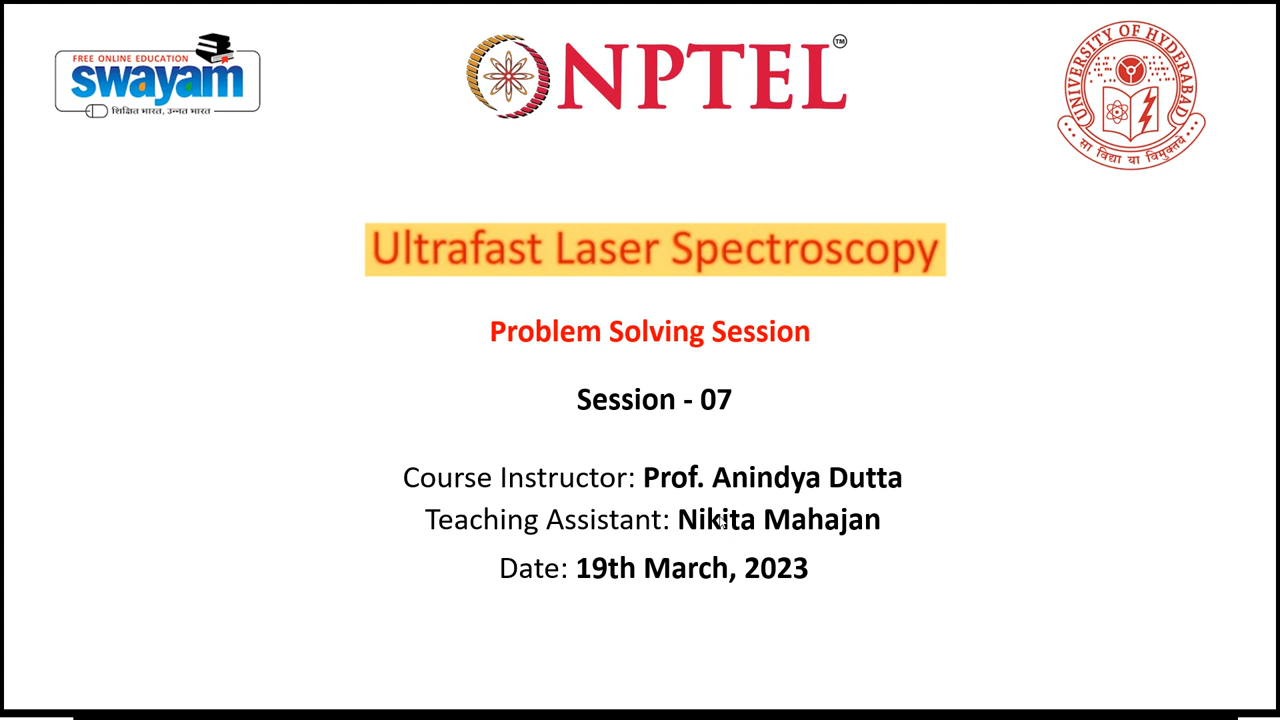 FREE ONLINE EDUCATION
swayam
शिक्षित भारत, उन्नत भारत
NPTEL
TM
UNIVERSITY OF HYDERABAD
सा विद्या या विमुक्तये
Ultrafast Laser Spectroscopy
Problem Solving Session
Session - 07
Course Instructor: Prof. Anindya Dutta
Teaching Assistant: Nikita Mahajan
Date: 19th March, 2023